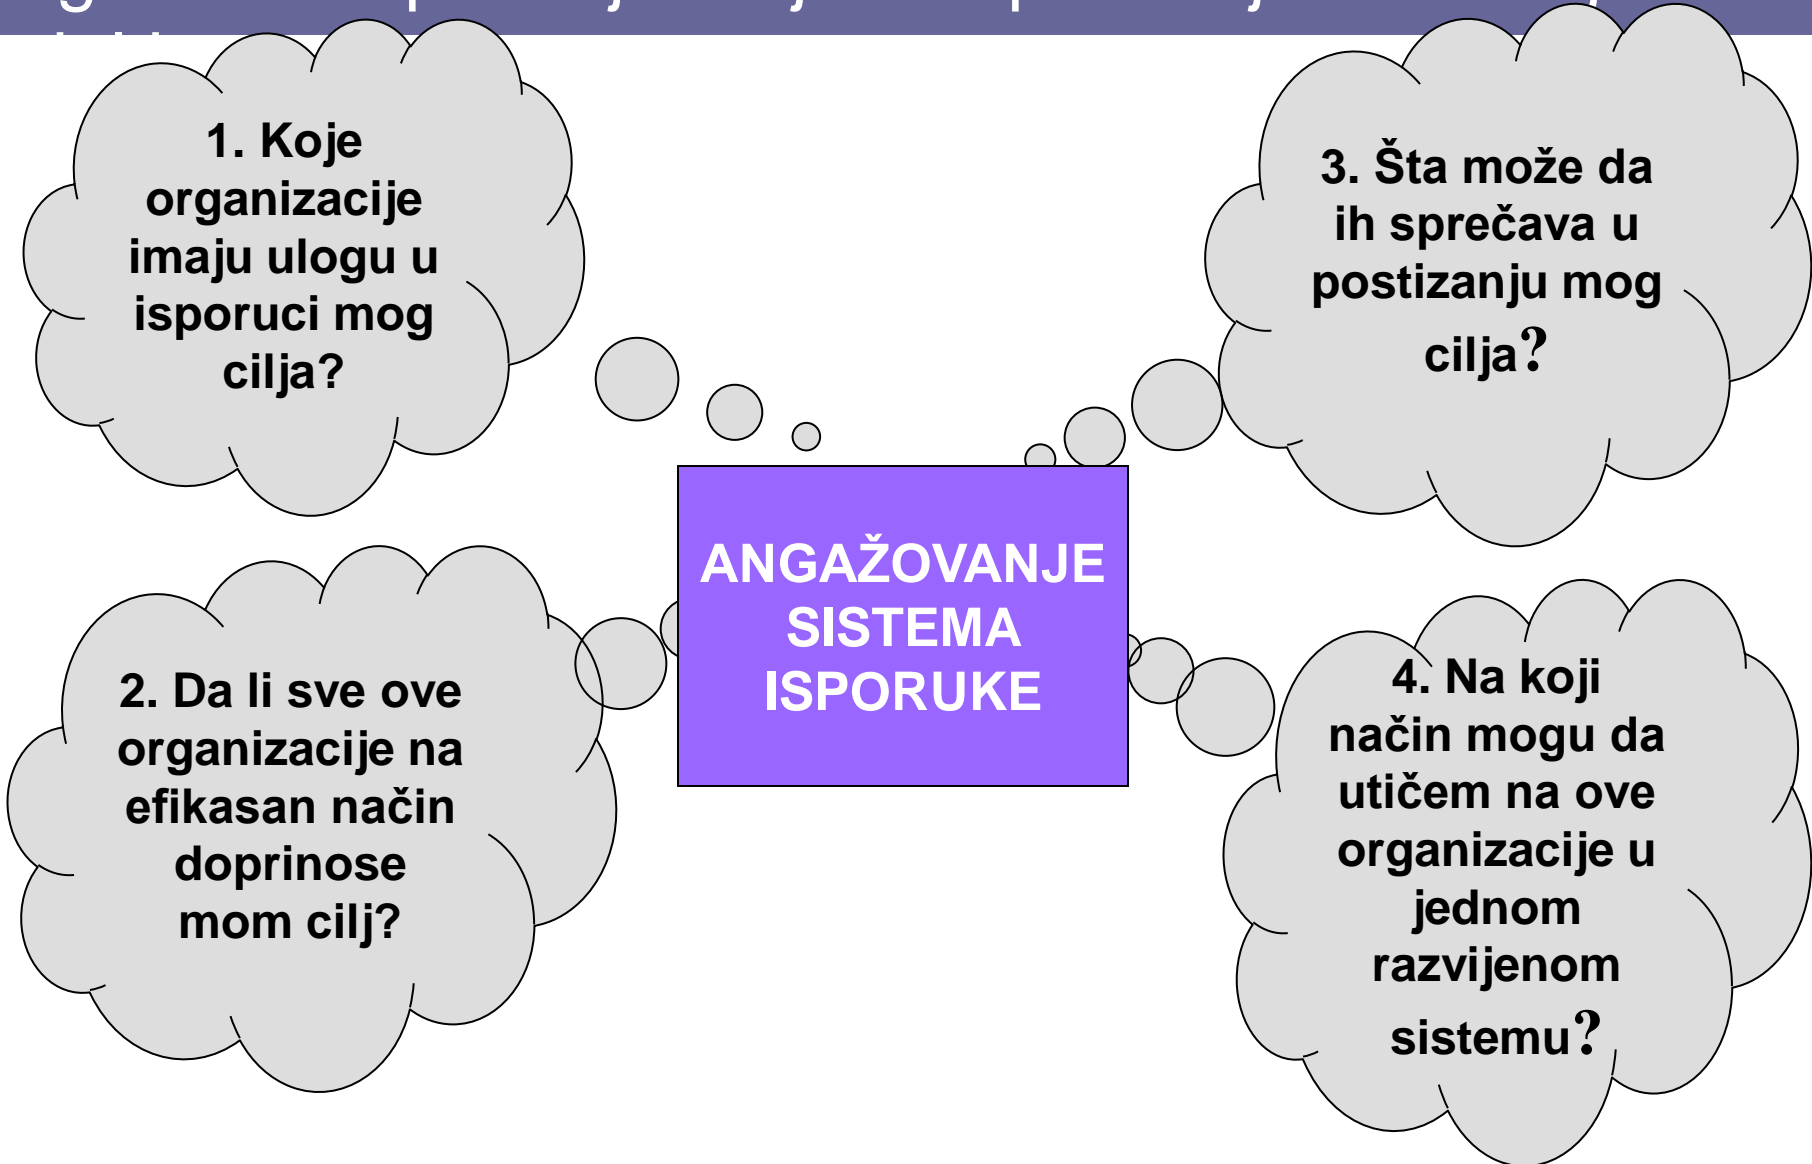 1. Koje
organizacije
imaju ulogu u
isporuci mog
cilja?
2. Da li sve ove
organizacije na
efikasan način
doprinose
mom cilj?
3. Šta može da
ih sprečava u
postizanju mog
cilja?
4. Na koji
način mogu da
utičem na ove
organizacije u
jednom
razvijenom
sistemu?
ANGAŽOVANJE
SISTEMA
ISPORUKE